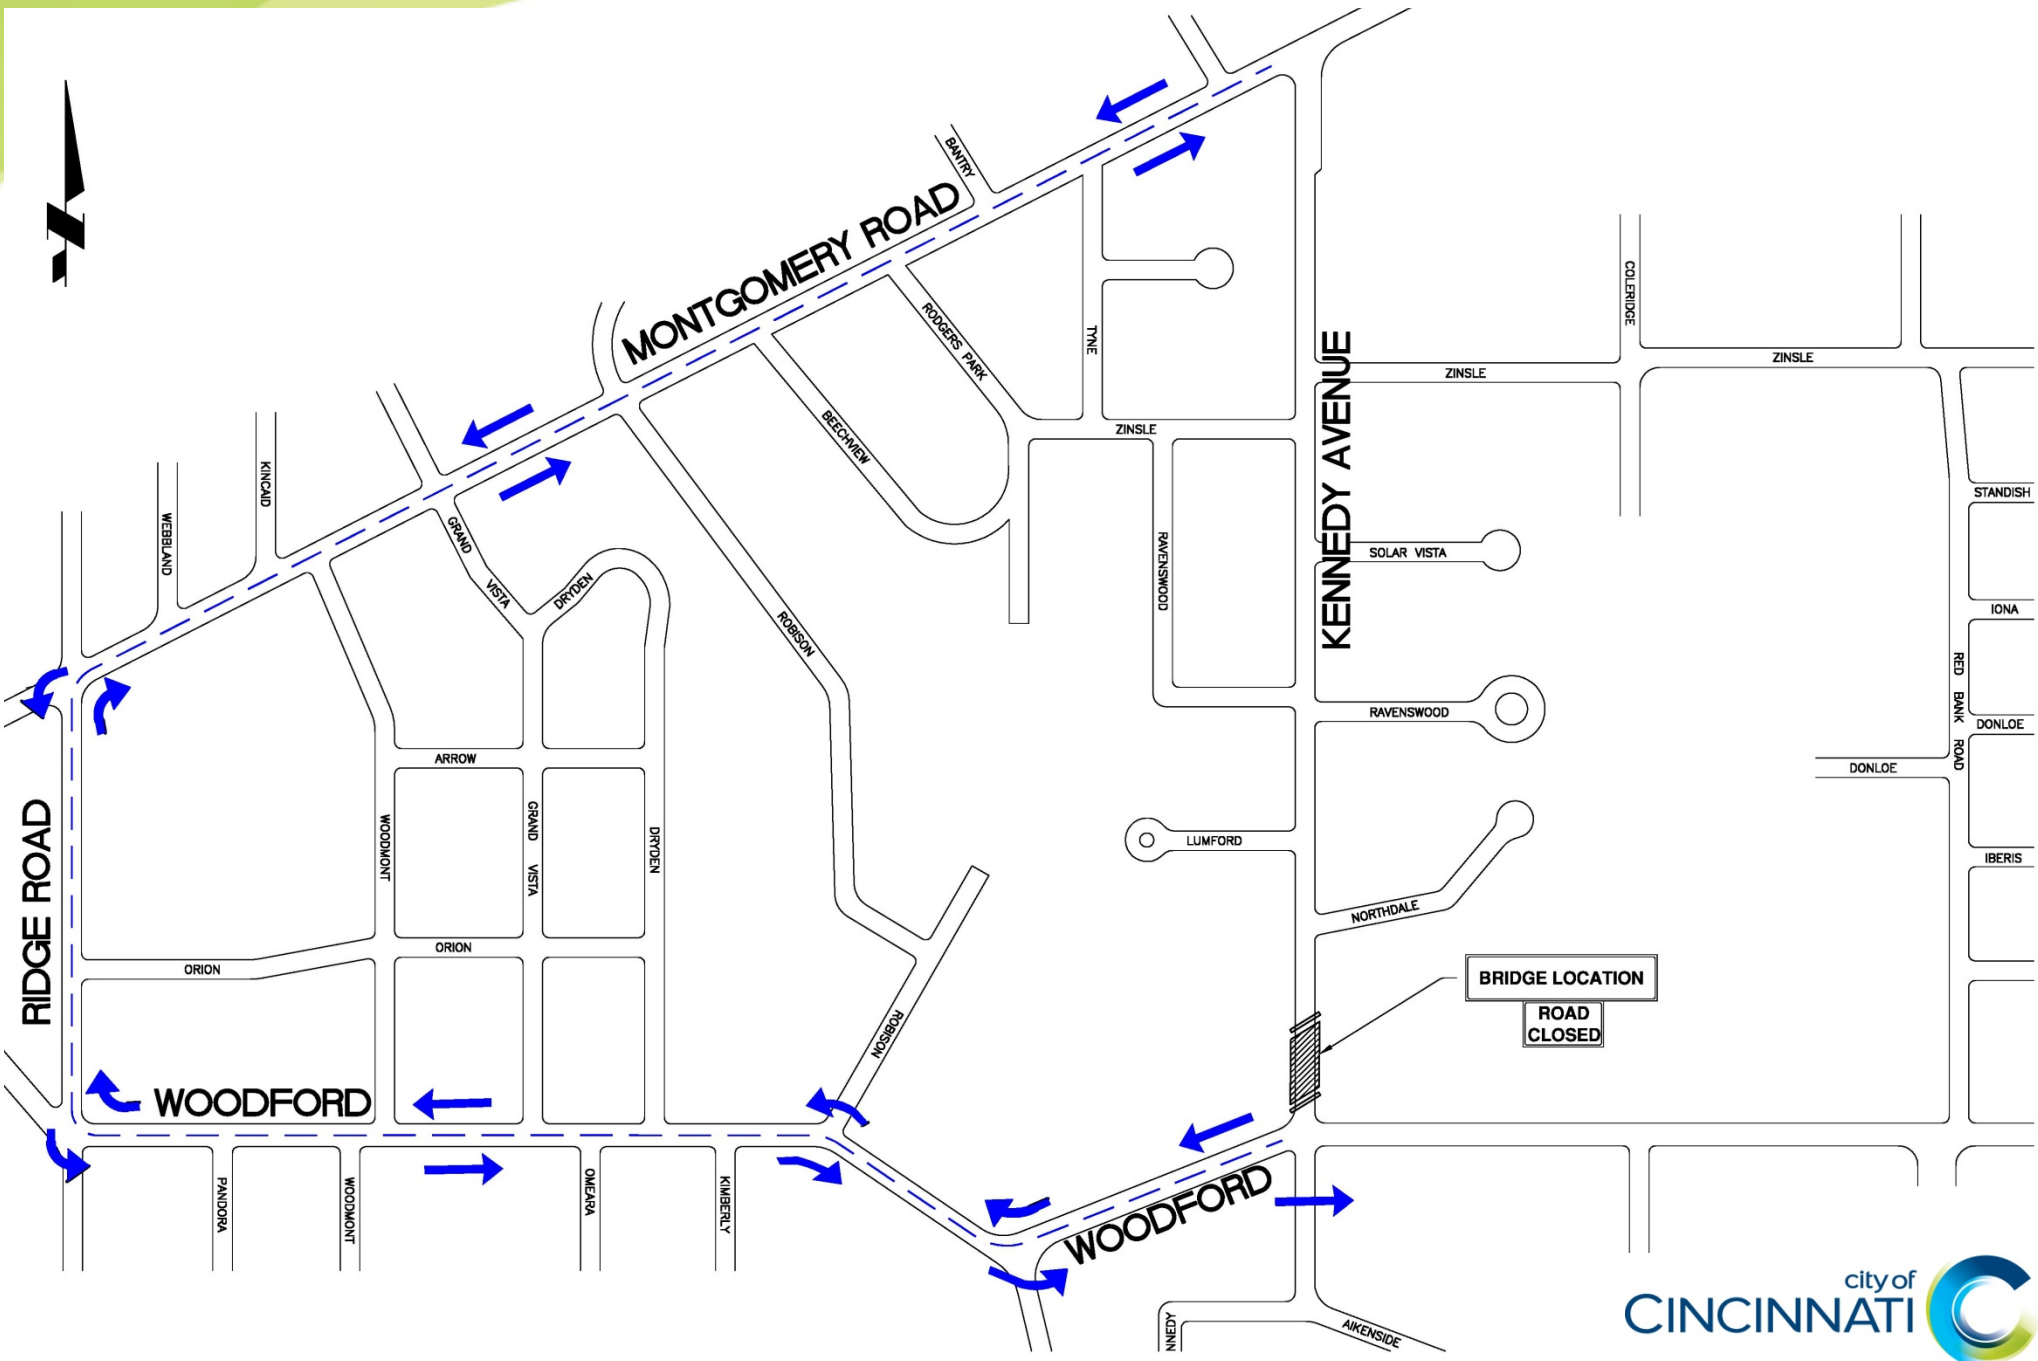 BANTRY
MONTGOMERY ROAD
COLERIDGE
RODGERS PARK
TYNE
KENNEDY AVENUE
ZINSLE
ZINSLE
BEECHVIEW
ZINSLE
KINCAID
WEBBLAND
GRAND
VISTA
DRYDEN
STANDISH
RAVENSWOOD
SOLAR VISTA
ROBISON
IONA
RED BANK ROAD
RAVENSWOOD
DONLOE
DONLOE
ARROW
RIDGE ROAD
WOODMONT
GRAND VISTA
DRYDEN
LUMFORD
IBERIS
NORTHDALE
ORION
ORION
BRIDGE LOCATION
ROAD
CLOSED
ROBISON
WOODFORD
PANDORA
WOODMONT
OMEARA
KIMBERLY
WOODFORD
NNEDY
AIKENSIDE
city of
CINCINNATI